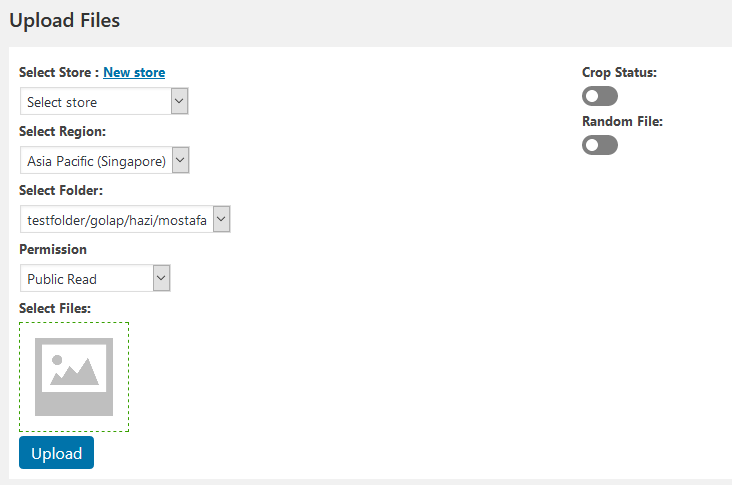 Upload Files
Select Store : New store
Select store
Select Region:
Asia Pacific (Singapore)
Select Folder:
testfolder/golap/hazi/mostafa
Permission
Public Read
Select Files:
Upload
Crop Status:
Random File: